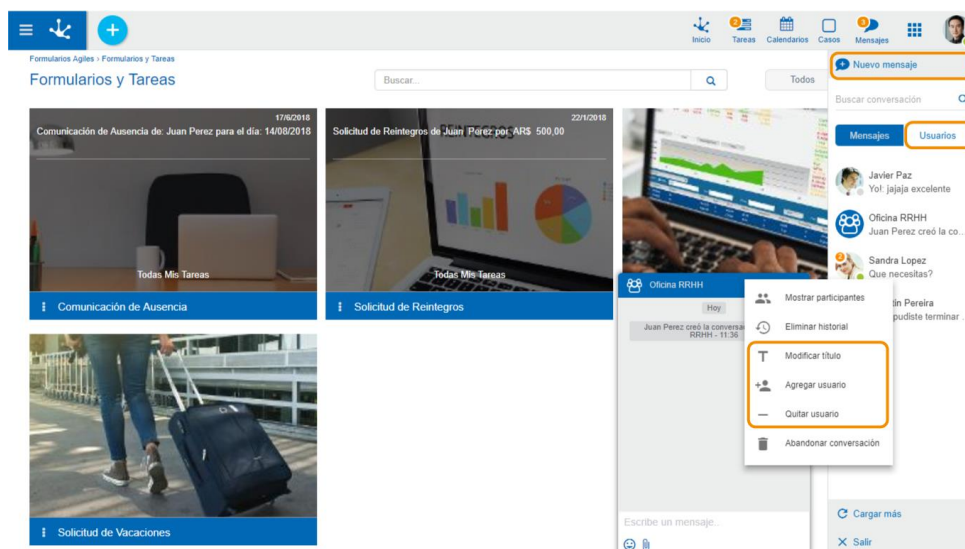 2
2
Inicio
Tareas
Calendarios
Casos
Mensajes
Formularios Agiles › Formularios y Tareas
Formularios y Tareas
Buscar...
Todos
17/6/2018
Comunicación de Ausencia de: Juan Perez para el día: 14/08/2018
Todas Mis Tareas
Comunicación de Ausencia
22/1/2018
Solicitud de Reintegros de Juan Perez por ARS 500,00
REINTEGROS
Todas Mis Tareas
Solicitud de Reintegros
Solicitud de Vacaciones
Oficina RRHH
Hoy
Juan Perez creó la conversa
RRHH - 11:36
Escribe un mensaje..
Mostrar participantes
Eliminar historial
Modificar título
Agregar usuario
Quitar usuario
Abandonar conversación
Nuevo mensaje
Buscar conversación
Mensajes
Usuarios
Javier Paz
Yo!: jajaja excelente
Oficina RRHH
Juan Perez creó la co...
Sandra Lopez
Que necesitas?
tin Pereira
pudiste terminar ..
Cargar más
Salir